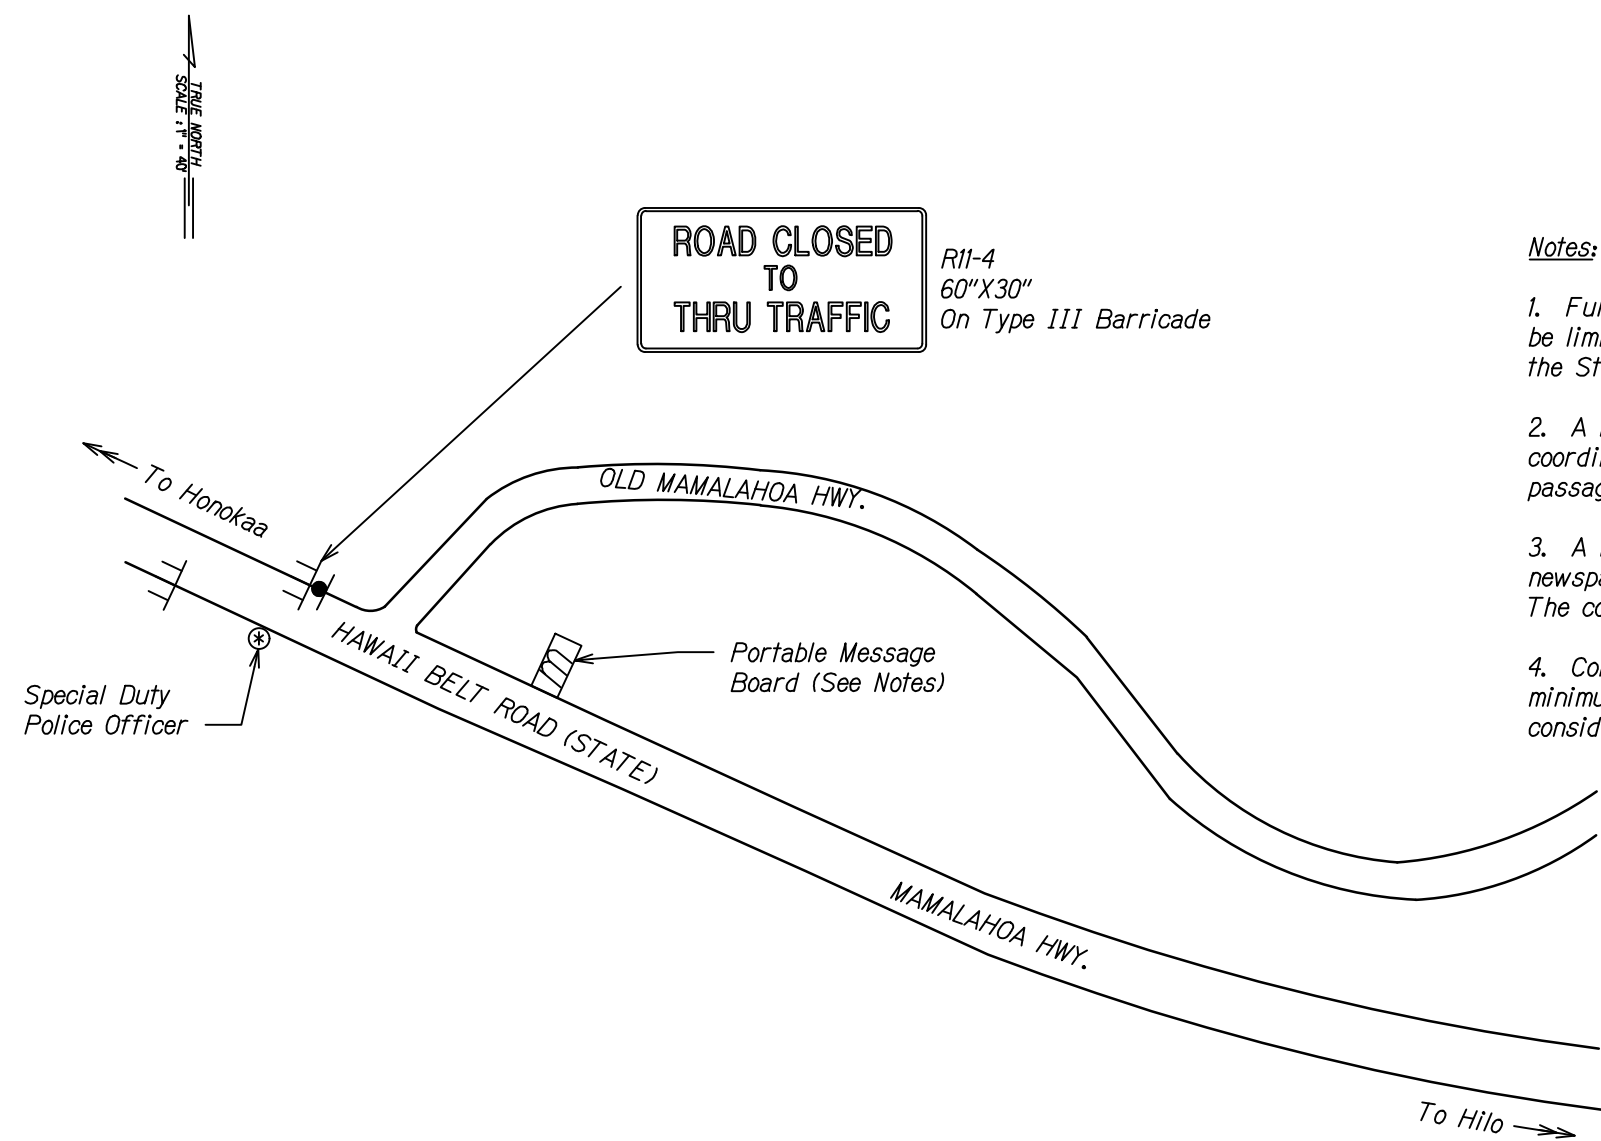 TRUE NORTH
SCALE : 1" = 40'
ROAD CLOSED
TO
THRU TRAFFIC
R11-4
60"X30"
On Type III Barricade
To Honokaa
OLD MAMALAHOA HWY.
HAWAII BELT ROAD (STATE)
Special Duty
Police Officer
Portable Message
Board (See Notes)
MAMALAHOA HWY.
To Hilo
Notes:
1.
be
the
2. A
3. A
The
4.